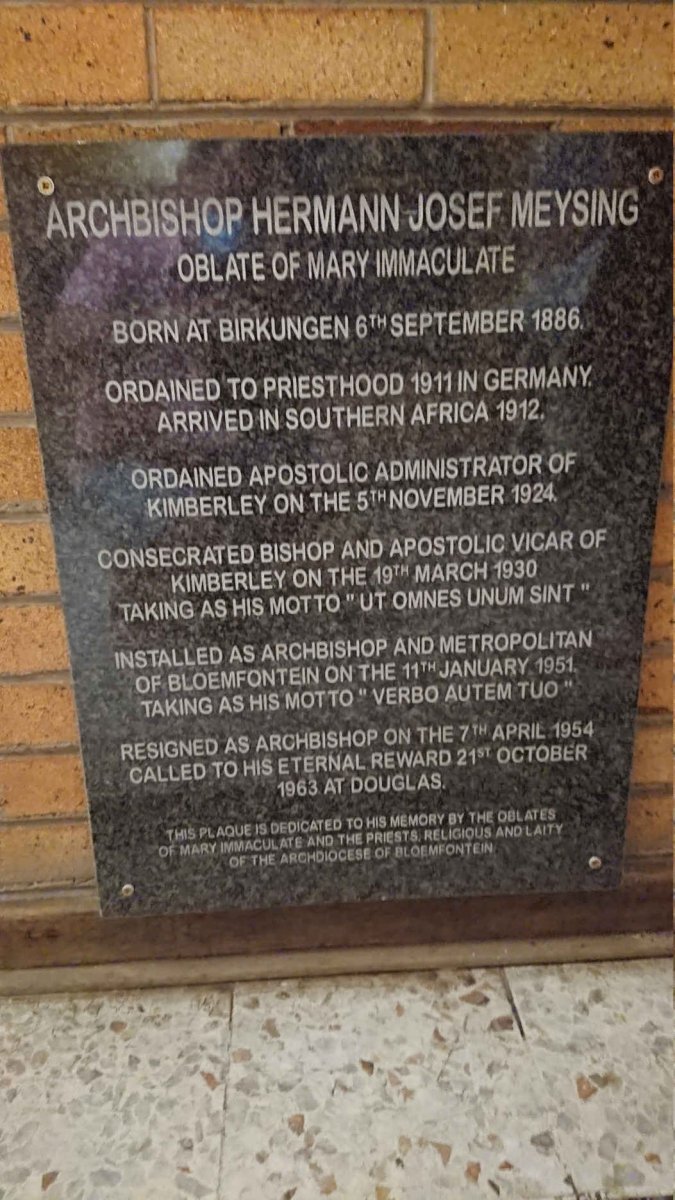 ARCHBISHOP HERMANN JOSEF MEYSING
OBLATE OF MARY IMMACULATE
BORN AT BIRKUNGEN 6TH SEPTEMBER 1886.
ORDAINED TO PRIESTHOOD 1911 IN GERMANY.
ARRIVED IN SOUTHERN AFRICA 1912.
ORDAINED APOSTOLIC ADMINISTRATOR OF
KIMBERLEY ON THE 5TH NOVEMBER 1924.
CONSECRATED BISHOP AND APOSTOLIC VICAR OF
KIMBERLEY ON THE 19TH MARCH 1930
TAKING AS HIS MOTTO " UT OMNES UNUM SINT "
INSTALLED AS ARCHBISHOP AND METROPOLITAN
OF BLOEMFONTEIN ON THE 11TH JANUARY 1951.
TAKING AS HIS MOTTO " VERBO AUTEM TUO "
RESIGNED AS ARCHBISHOP ON THE 7TH APRIL 1954
CALLED TO HIS ETERNAL REWARD 21ST OCTOBER
1963 AT DOUGLAS.
THIS PLAQUE IS DEDICATED TO HIS MEMORY BY THE OBLATES
OF MARY IMMACULATE AND THE PRIESTS, RELIGIOUS AND LAITY
OF THE ARCHDIOCESE OF BLOEMFONTEIN.